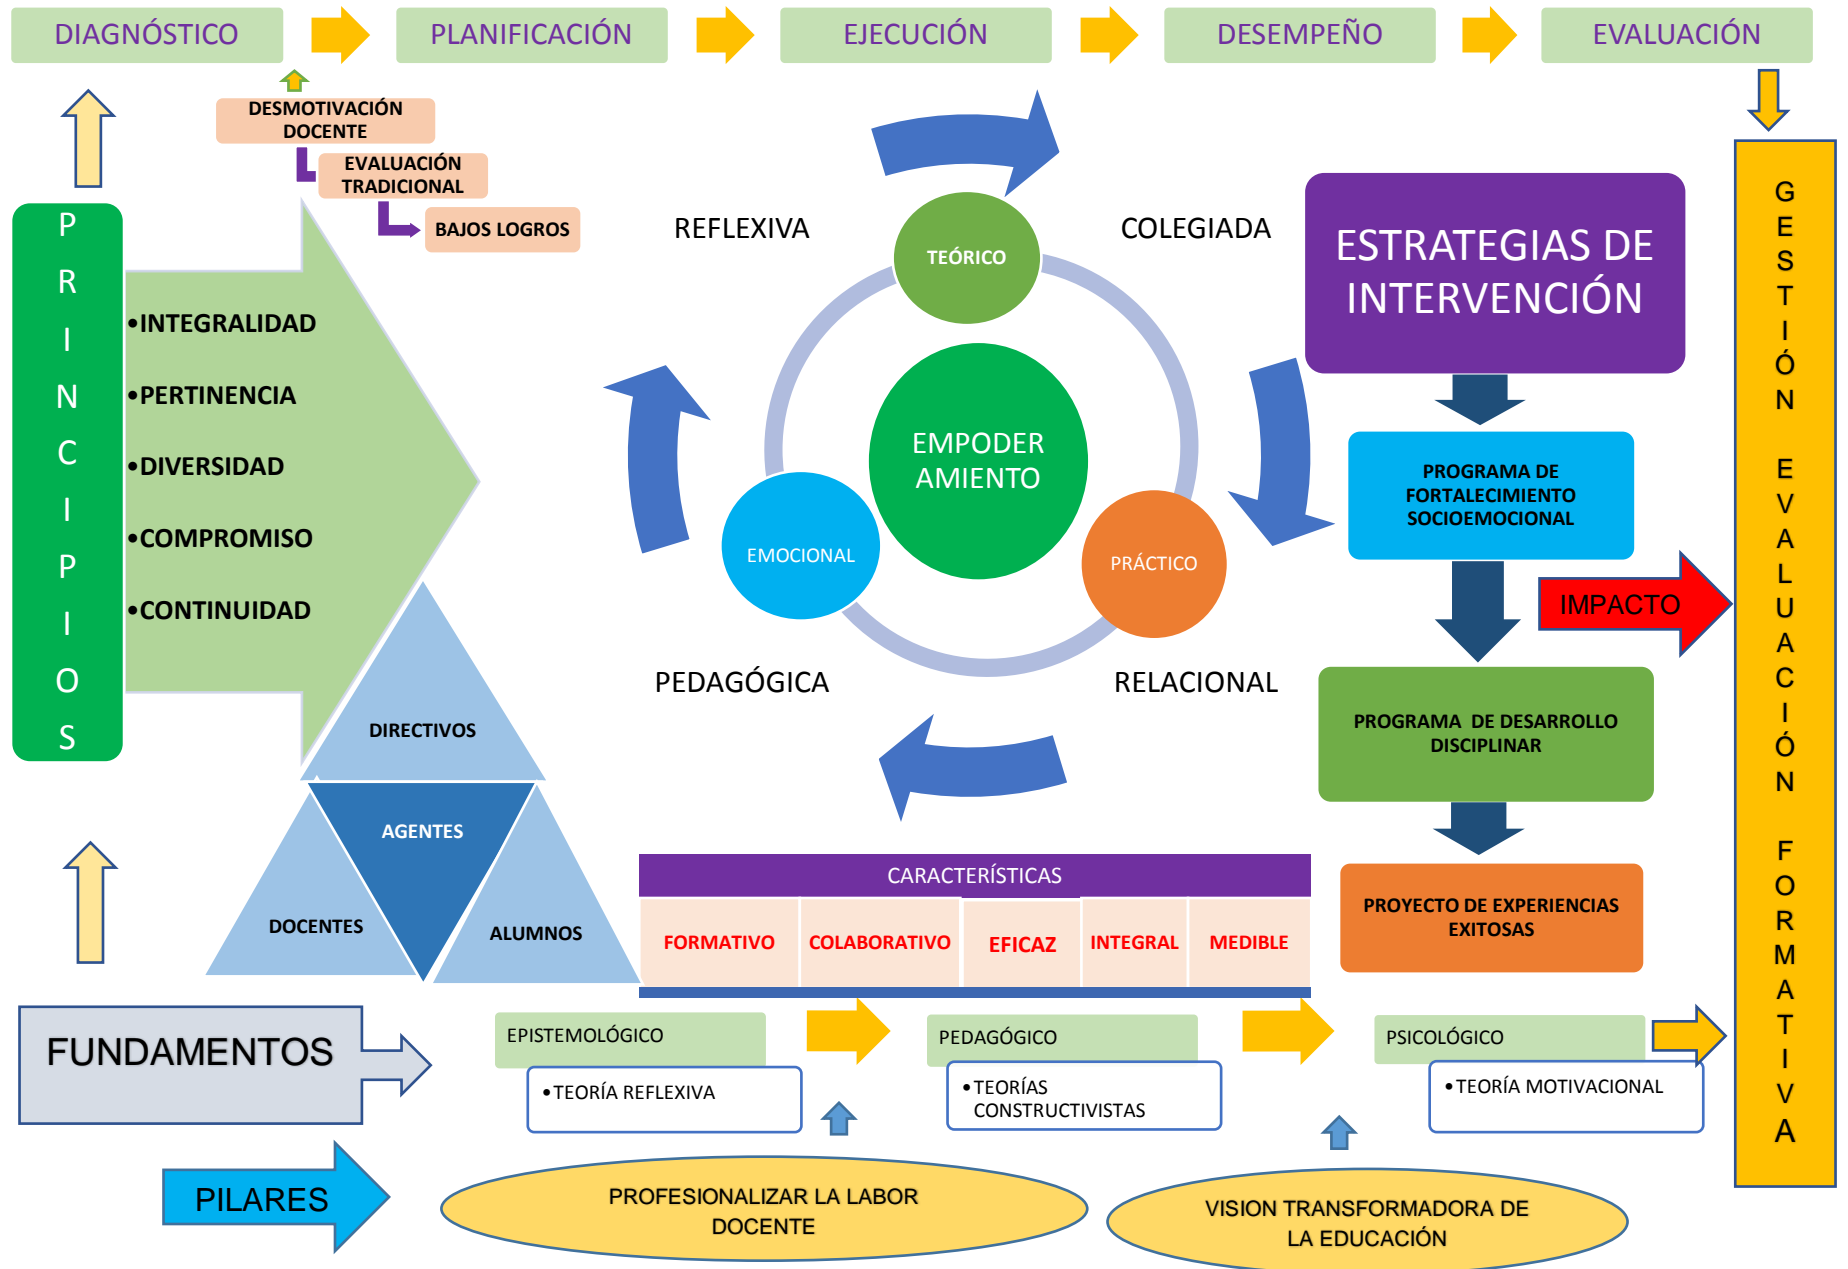 DIAGNÓSTICO
PLANIFICACIÓN
EJECUCIÓN
DESEMPEÑO
EVALUACIÓN
DESMOTIVACIÓN
DOCENTE
EVALUACIÓN
TRADICIONAL
BAJOS LOGROS
PRINCIPIOS
•INTEGRALIDAD
•PERTINENCIA
•DIVERSIDAD
•COMPROMISO
•CONTINUIDAD
DIRECTIVOS
AGENTES
DOCENTES
ALUMNOS
REFLEXIVA
COLEGIADA
TEÓRICO
EMPODER
AMIENTO
EMOCIONAL
PRÁCTICO
PEDAGÓGICA
RELACIONAL
ESTRATEGIAS DE
INTERVENCIÓN
PROGRAMA DE
FORTALECIMIENTO
SOCIOEMOCIONAL
IMPACTO
PROGRAMA DE DESARROLLO
DISCIPLINAR
PROYECTO DE EXPERIENCIAS
EXITOSAS
GESTIÓN EVALUACIÓN FORMATIVA
CARACTERÍSTICAS
FORMATIVO
COLABORATIVO
EFICAZ
INTEGRAL
MEDIBLE
FUNDAMENTOS
EPISTEMOLÓGICO
•TEORÍA REFLEXIVA
PEDAGÓGICO
•TEORÍAS
CONSTRUCTIVISTAS
PSICOLÓGICO
•TEORÍA MOTIVACIONAL
PILARES
PROFESIONALIZAR LA LABOR
DOCENTE
VISION TRANSFORMADORA DE
LA EDUCACIÓN